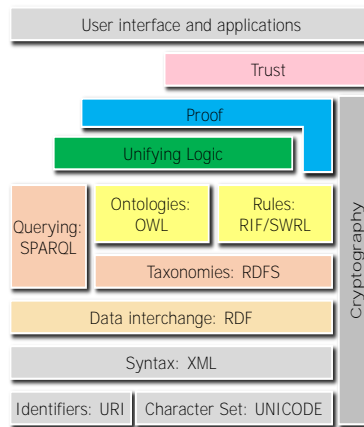 User interface and applications
Trust
Proof
Unifying Logic
Querying:
SPARQL
Ontologies:
OWL
Rules:
RIF/SWRL
Taxonomies: RDFS
Data interchange: RDF
Syntax: XML
Identifiers: URI
Character Set: UNICODE
Cryptography